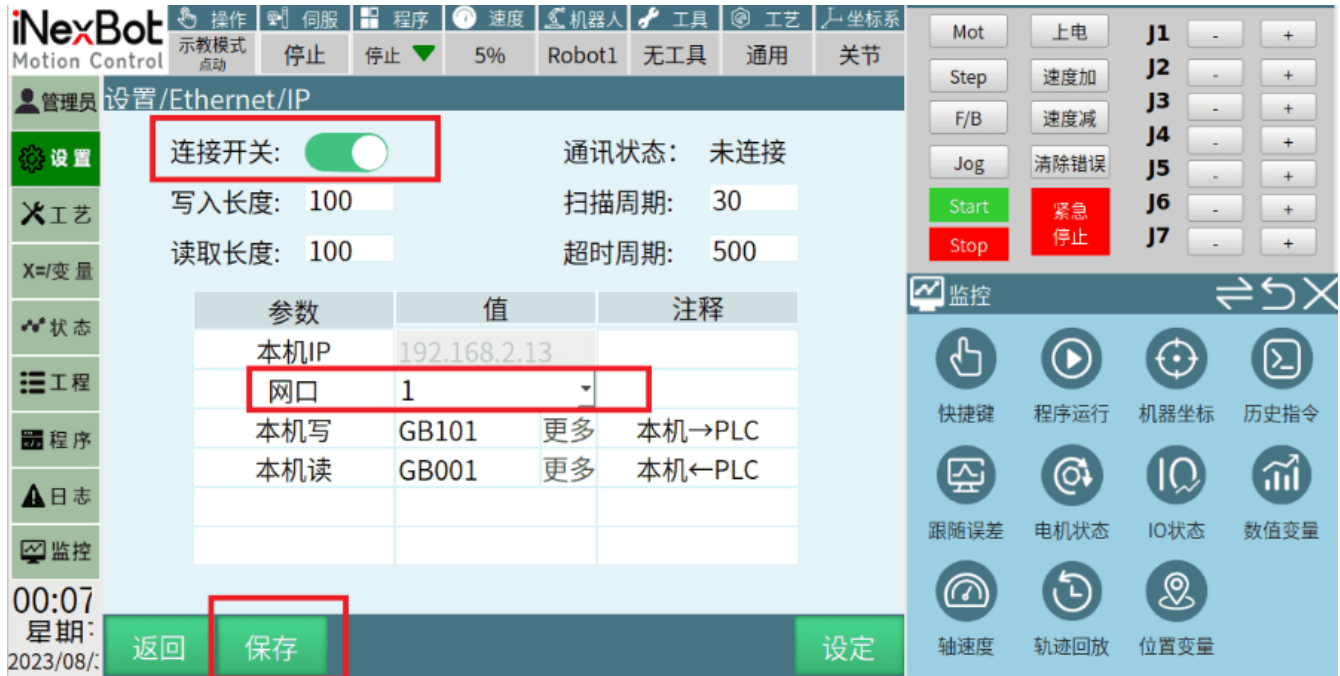 iNexBot
Motion Control
操作 伺服 程序 速度 机器人 工具 工艺 坐标系
示教模式
点动
停止 停止 5% Robot1 无工具 通用 关节
管理员
设置
工艺
X=/变量
状态
工程
程序
日志
监控
00:07
星期
2023/08/
设置/Ethernet/IP
连接开关: 通讯状态: 未连接
写入长度: 100 扫描周期: 30
读取长度: 100 超时周期: 500
参数 值 注释
本机IP 192.168.2.13
网口 1
本机写 GB101 更多 本机→PLC
本机读 GB001 更多 本机←PLC
返回 保存 设定
Mot 上电 J1 - +
Step 速度加 J2 - +
F/B 速度减 J3 - +
J4 - +
Jog 清除错误 J5 - +
Start 紧急 J6 - +
Stop 停止 J7 - +
监控
快捷键 程序运行 机器坐标 历史指令
跟随误差 电机状态 IO状态 数值变量
轴速度 轨迹回放 位置变量